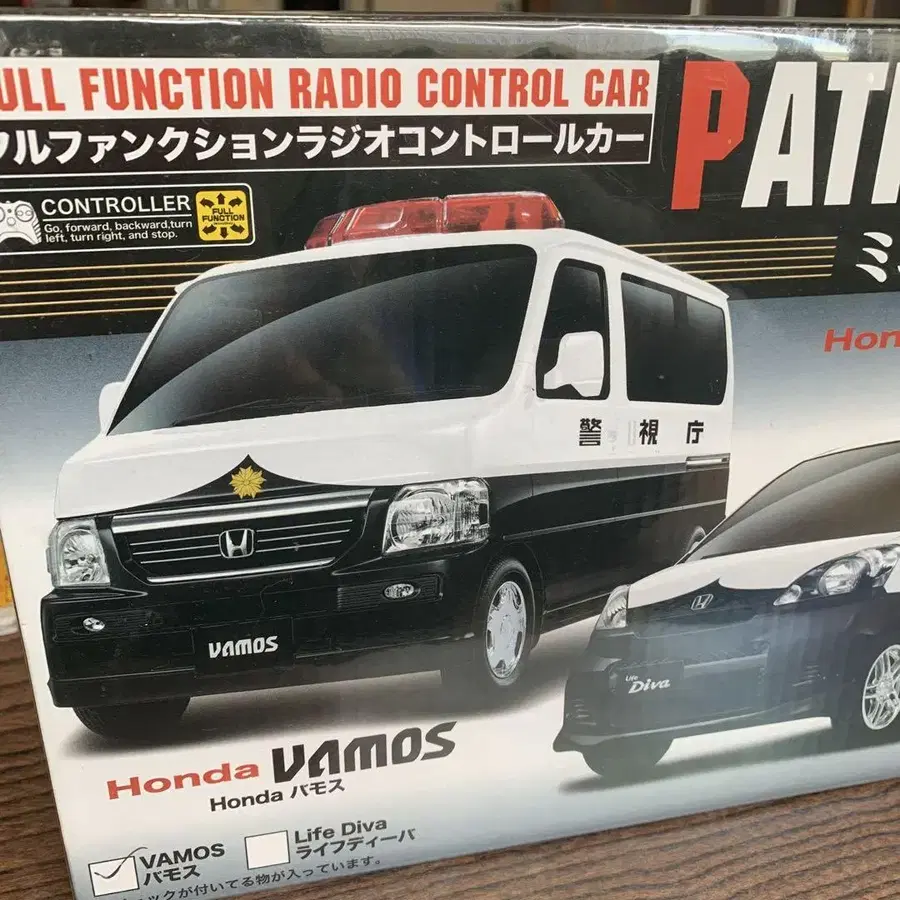 ULL FUNCTION RADIO CONTROL CAR
フルファンクションラジオコントロールカー
PAT
CONTROLLER
Go, forward, backward,turn
left, turn right, and stop.
FULL
FUNCTION
ミ
Hon
警視庁
VAMOS
Life
Diva
Honda VAMOS
Honda バモス
VAMOS
バモス
Life Diva
ライフディーバ
ックが付いてる物が入っています。